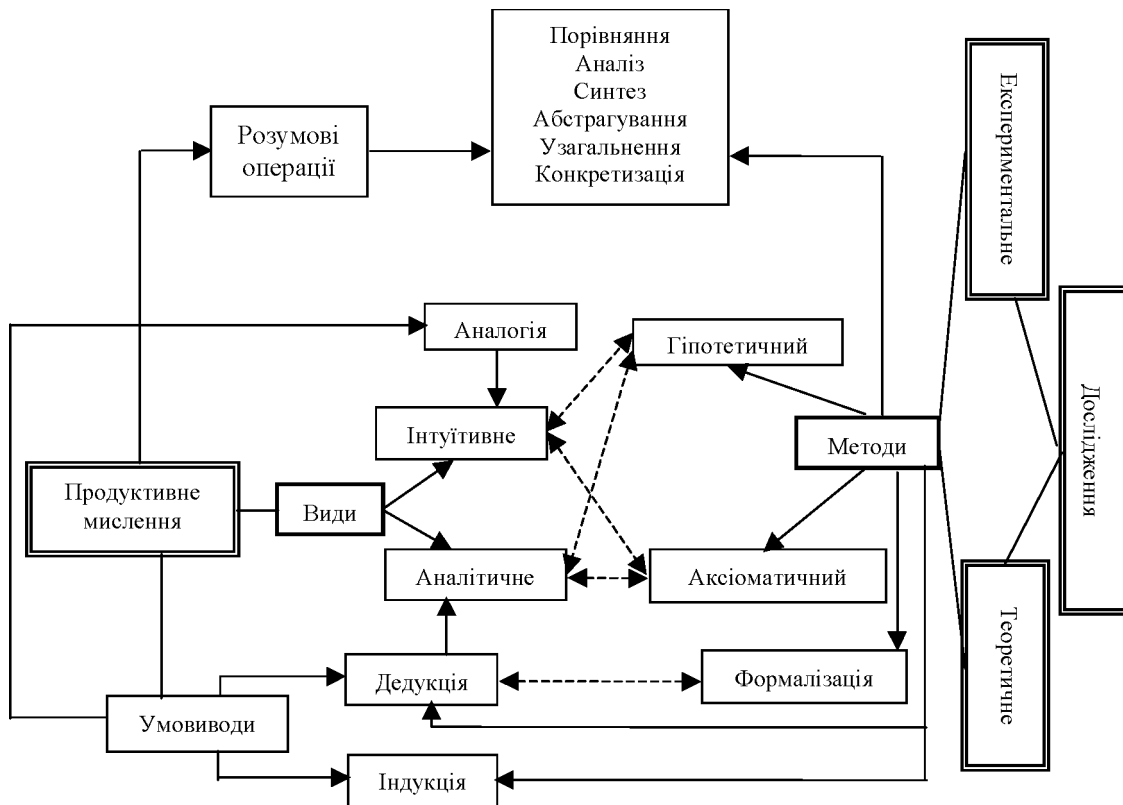 Порівняння
Аналіз
Синтез
Абстрагування
Узагальнення
Конкретизація
Розумові
операції
Експериментальне
Аналогія
Гіпотетичний
Дослідження
Інтуїтивне
Методи
Продуктивне
мислення
Види
Аналітичне
Аксіоматичний
Теоретичне
Дедукція
Формалізація
Умовиводи
Індукція